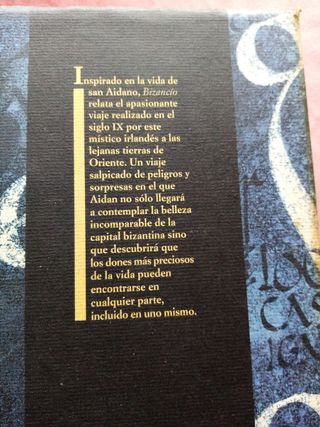 Inspirado en la vida de
san Aidano, Bizancio
relata el apasionante
viaje realizado en el
siglo IX por este
místico irlandés a las
lejanas tierras de
Oriente. Un viaje
salpicado de peligros y
sorpresas en el que
Aidan no sólo llegará
a contemplar la belleza
incomparable de la
capital bizantina sino
que descubrirá que
los dones más preciosos
de la vida pueden
encontrarse en
cualquier parte,
incluido en uno mismo.
CAS